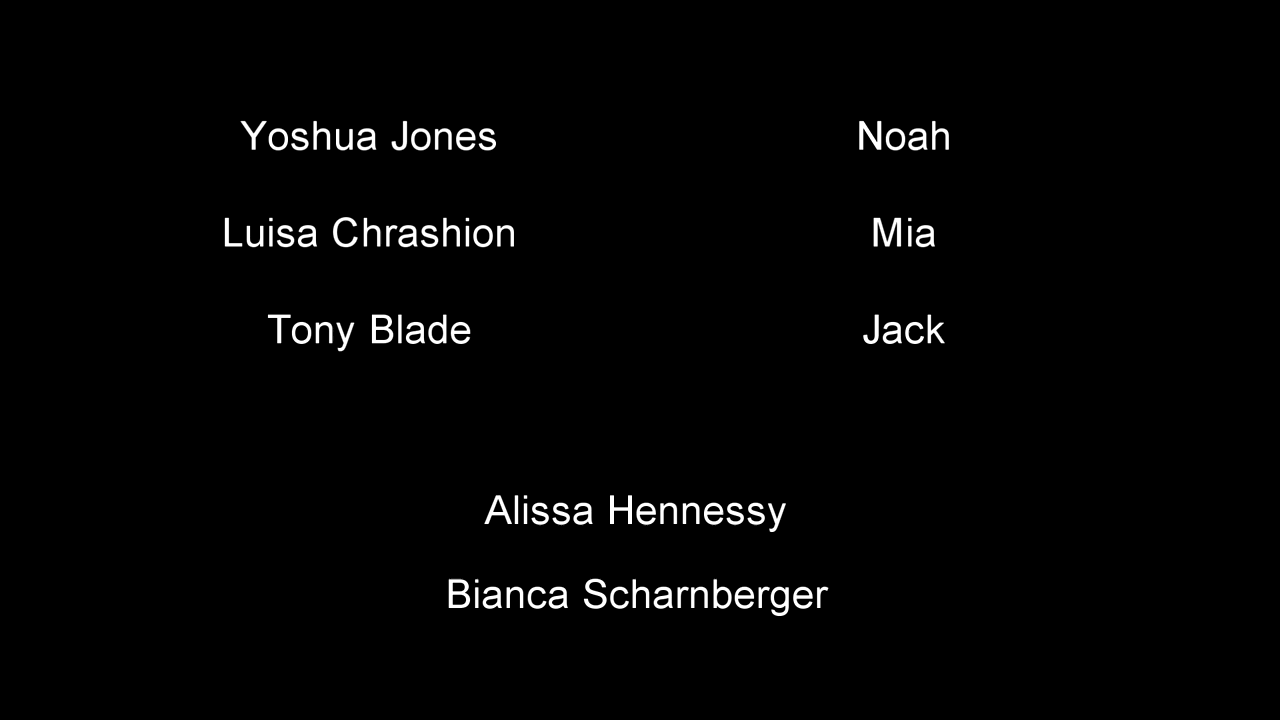 Yoshua Jones Noah
Luisa Chrashion Mia
Tony Blade Jack
Alissa Hennessy
Bianca Scharnberger